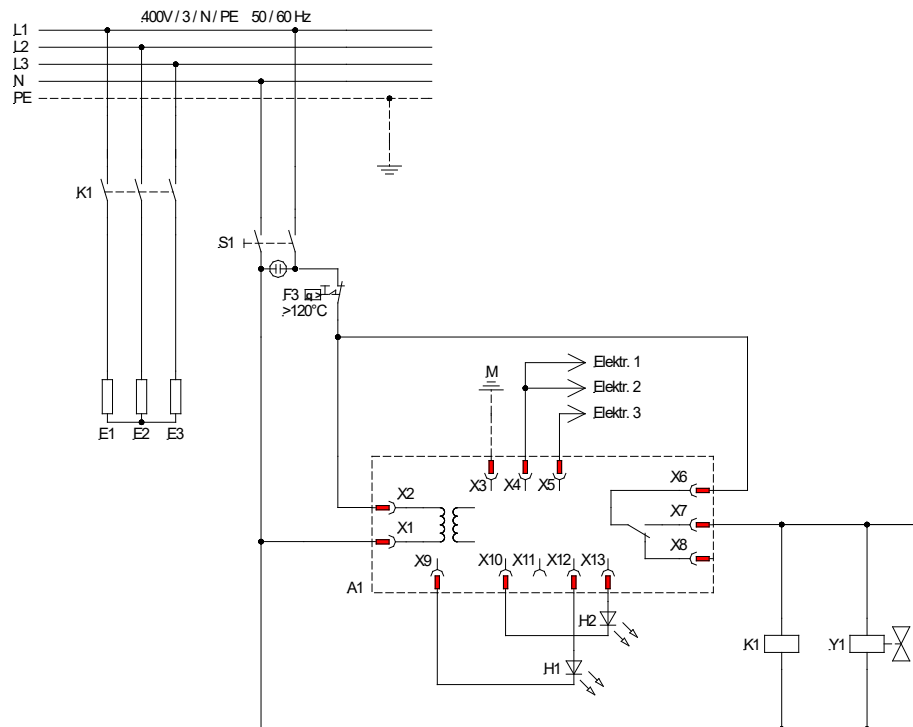 400V / 3 / N / PE 50 / 60 Hz
L1
L2
L3
N
PE
K1
S1
F3
>120°C
M
Elektr. 1
Elektr. 2
Elektr. 3
E1 E2 E3
X3 X4 X5
X6
X2
X7
X1
X8
X9 X10 X11 X12 X13
A1
H2
K1 Y1
H1